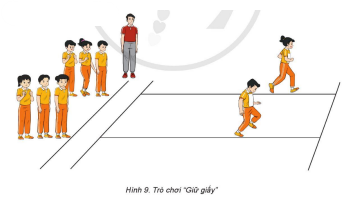 Hình 9. Trò chơi "Giữ giấy"